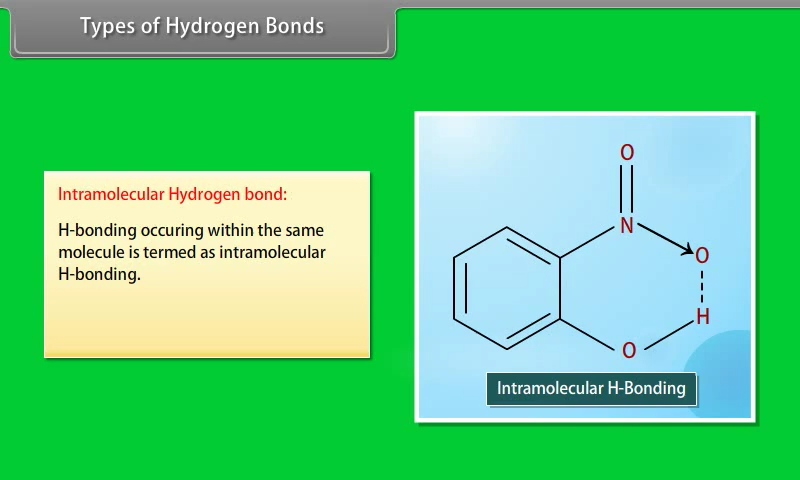 Types of Hydrogen Bonds
Intramolecular Hydrogen bond:
H-bonding occuring within the same
molecule is termed as intramolecular
H-bonding.
O
N
O
H
O
Intramolecular H-Bonding